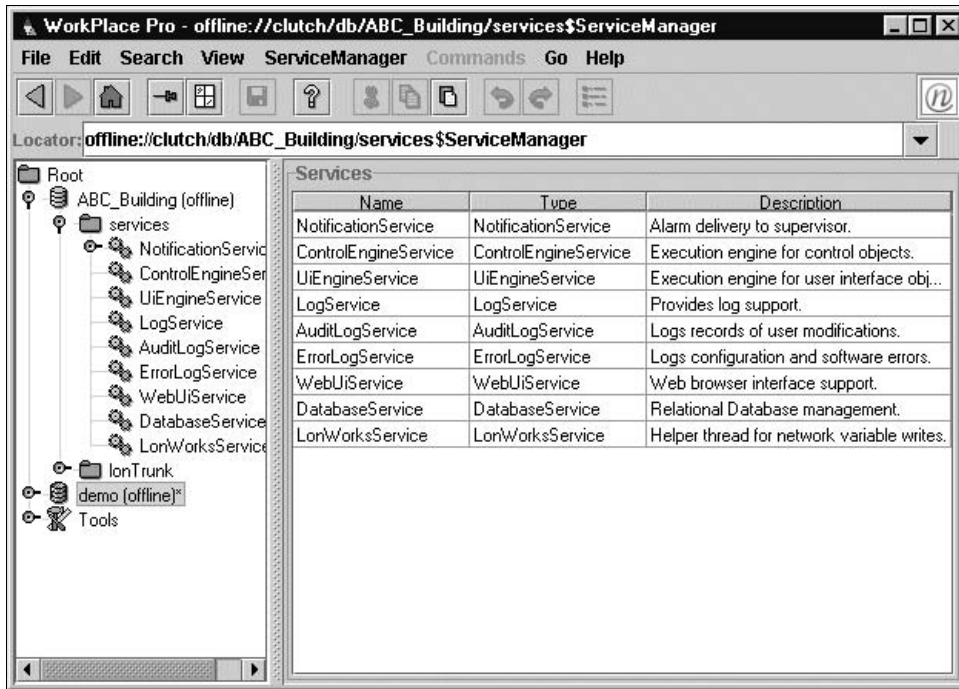 WorkPlace Pro - offline://clutch/db/ABC_Building/services$ServiceManager
File Edit Search View ServiceManager Commands Go Help
n
Locator: offline://clutch/db/ABC_Building/services$ServiceManager
Root
ABC_Building (offline)
services
NotificationServic
ControlEngineSer
UiEngineService
LogService
AuditLogService
ErrorLogService
WebUiService
DatabaseService
LonWorksService
lonTrunk
demo (offline)*
Tools
Services
Name Type Description
NotificationService NotificationService Alarm delivery to supervisor.
ControlEngineService ControlEngineService Execution engine for control objects.
UiEngineService UiEngineService Execution engine for user interface obj...
LogService LogService Provides log support.
AuditLogService AuditLogService Logs records of user modifications.
ErrorLogService ErrorLogService Logs configuration and software errors.
WebUiService WebUiService Web browser interface support.
DatabaseService DatabaseService Relational Database management.
LonWorksService LonWorksService Helper thread for network variable writes.